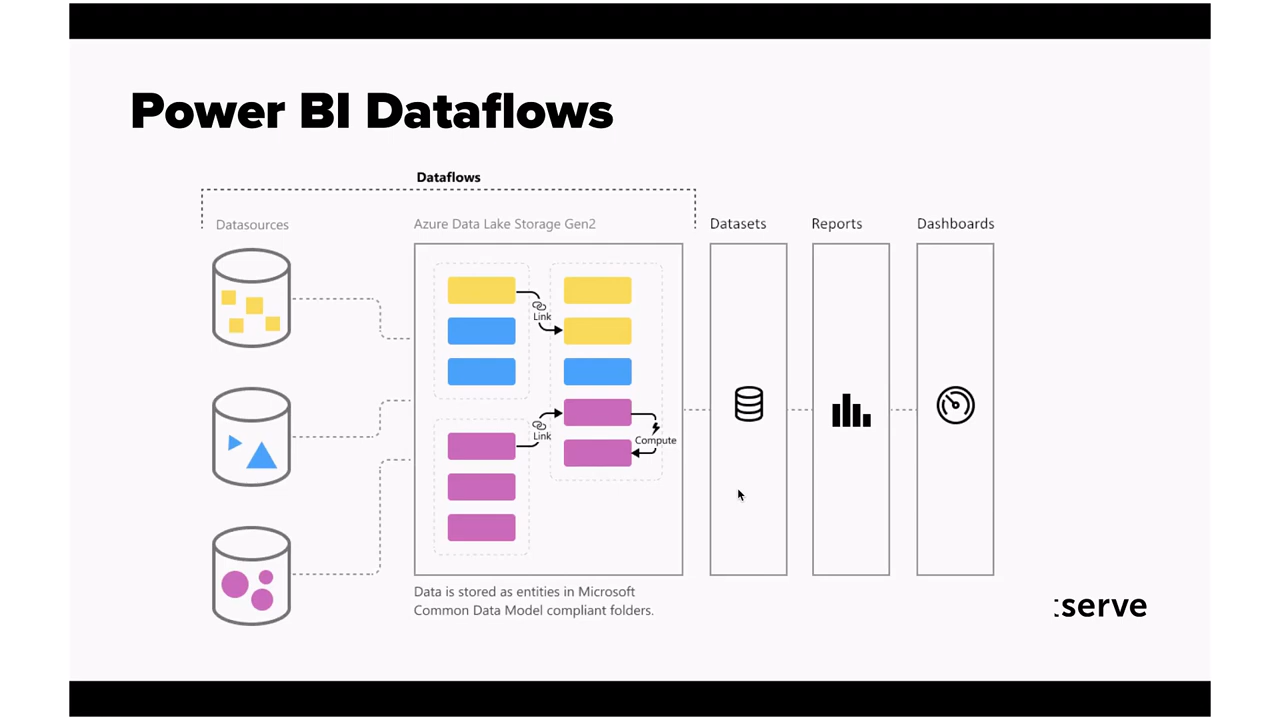 Power BI Dataflows
Dataflows
Datasources
Azure Data Lake Storage Gen2
Datasets
Reports
Dashboards
Link
Link
Compute
Data is stored as entities in Microsoft
Common Data Model compliant folders.
:serve